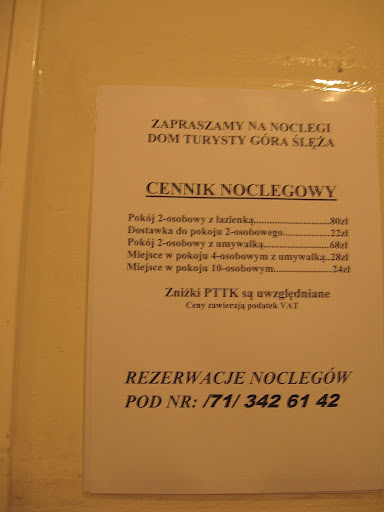 ZAPRASZAMY NA NOCLEGI
DOM TURYSTY GÓRA ŚLĘŻA
CENNIK NOCLEGOWY
Pokój 2-osobowy z łazienką............................80zł
Dostawka do pokoju 2-osobowego.................22zł
Pokój 2-osobowy z umywalką........................68zł
Miejsce w pokoju 4-osobowym z umywalką..28zł
Miejsce w pokoju 10-osobowym.....................24zł
Zniżki PTTK są uwzględniane
Ceny zawierają podatek VAT
REZERWACJE NOCLEGÓW
POD NR: /71/ 342 61 42